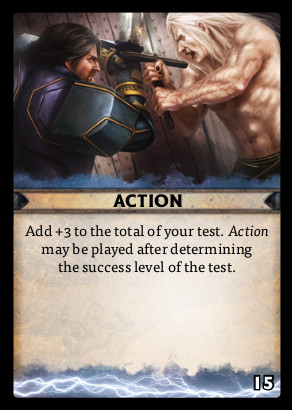 ACTION
Add +3 to the total of your test. Action
may be played after determining
the success level of the test.
15